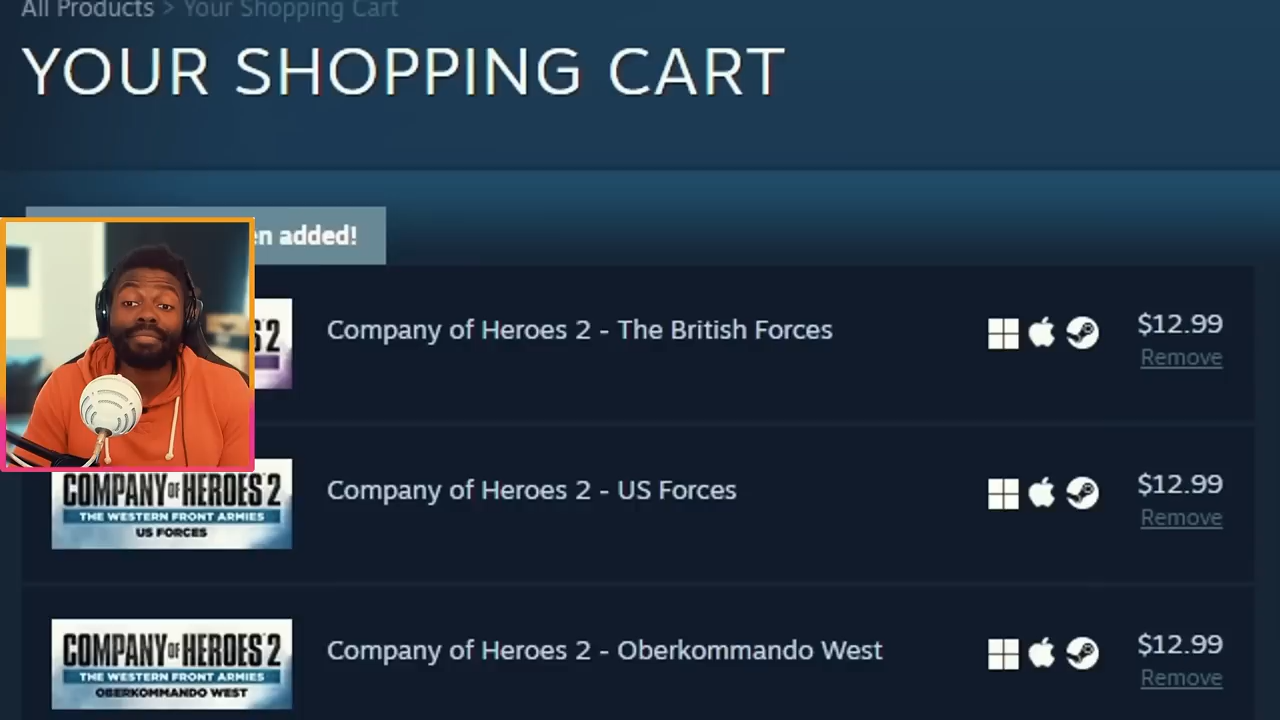 All Products > Your Shopping Cart
YOUR SHOPPING CART
added!
2
Company of Heroes 2 - The British Forces
$12.99
Remove
COMPANY OF HEROES 2
THE WESTERN FRONT ARMIES
US FORCES
Company of Heroes 2 - US Forces
$12.99
Remove
COMPANY OF HEROES 2
THE WESTERN FRONT ARMIES
OBERKOMMANDO WEST
Company of Heroes 2 - Oberkommando West
$12.99
Remove